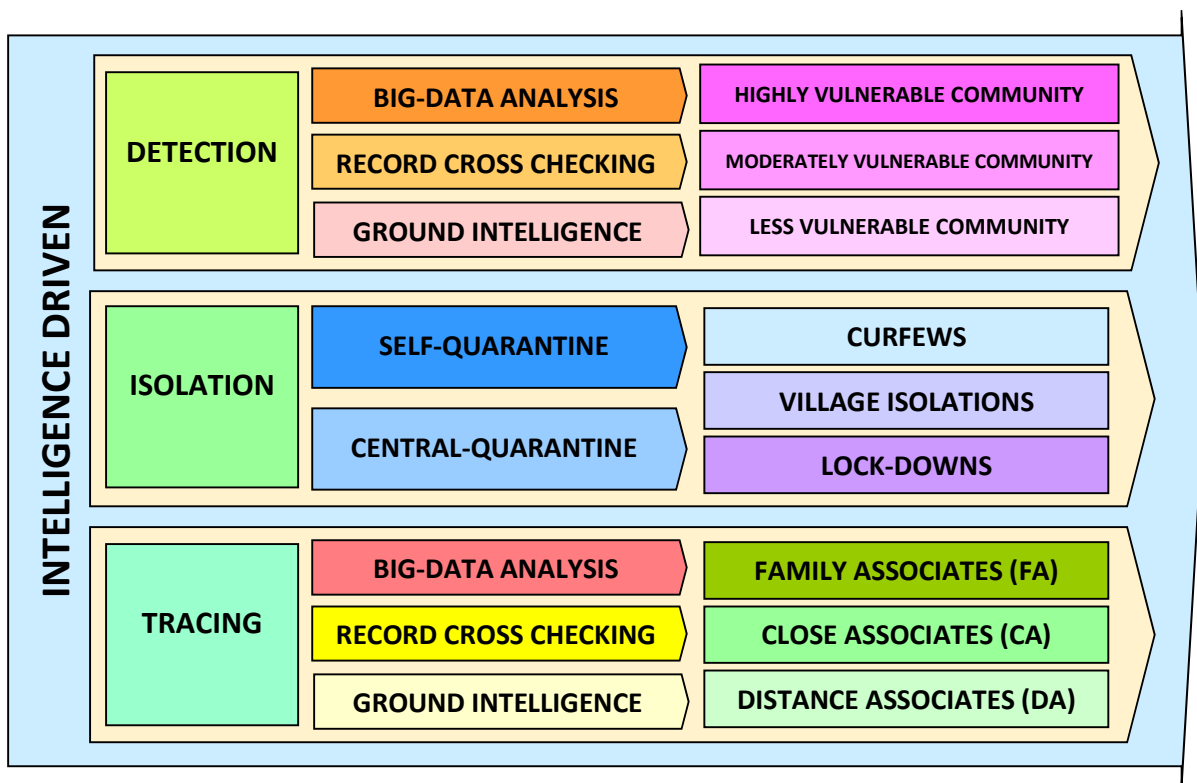 INTELLIGENCE DRIVEN
DETECTION
BIG-DATA ANALYSIS
RECORD CROSS CHECKING
GROUND INTELLIGENCE
HIGHLY VULNERABLE COMMUNITY
MODERATELY VULNERABLE COMMUNITY
LESS VULNERABLE COMMUNITY
ISOLATION
SELF-QUARANTINE
CENTRAL-QUARANTINE
CURFEWS
VILLAGE ISOLATIONS
LOCK-DOWNS
TRACING
BIG-DATA ANALYSIS
RECORD CROSS CHECKING
GROUND INTELLIGENCE
FAMILY ASSOCIATES (FA)
CLOSE ASSOCIATES (CA)
DISTANCE ASSOCIATES (DA)